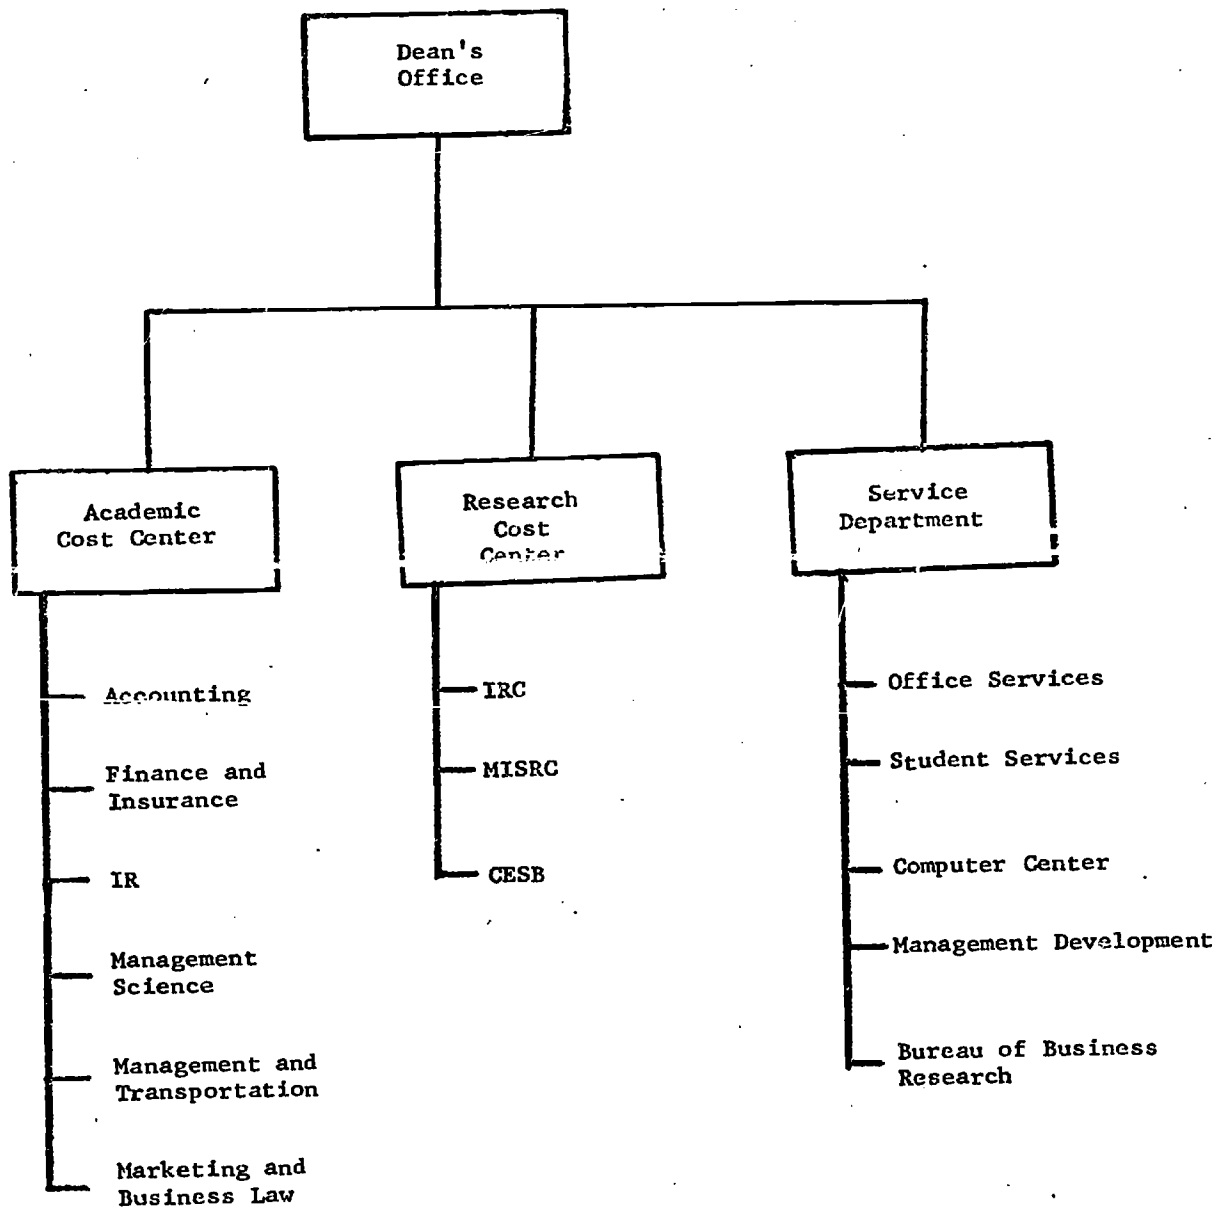 Dean's
Office
Academic
Cost Center
Research
Cost
Center
Service
Department
Accounting
Finance and
Insurance
IR
Management
Science
Management and
Transportation
Marketing and
Business Law
IRC
MISRC
CESB
Office Services
Student Services
Computer Center
Management Development
Bureau of Business
Research